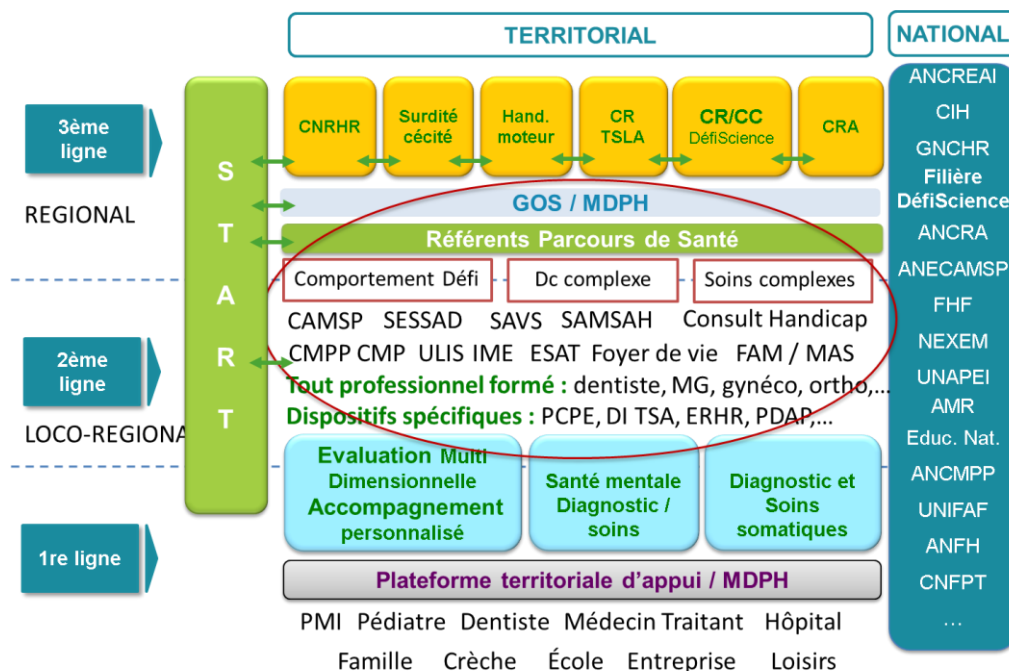 TERRITORIAL
NATIONAL
3ème
ligne
REGIONAL
2ème
ligne
LOCO-REGIONA
1re ligne
S
T
A
R
T
CNRHR
Surdité
cécité
Hand.
moteur
CR
TSLA
CR/CC
DéfiScience
CRA
GOS / MDPH
Référents Parcours de Santé
Comportement Défi
Dc complexe
Soins complexes
CAMSP SESSAD SAVS SAMSAH Consult Handicap
CMPP CMP ULIS IME ESAT Foyer de vie FAM / MAS
Tout professionnel formé : dentiste, MG, gynéco, ortho,...
Dispositifs spécifiques : PCPE, DI TSA, ERHR, PDAP,...
Evaluation Multi
Dimensionnelle
Accompagnement
personnalisé
Santé mentale
Diagnostic /
soins
Diagnostic et
Soins
somatiques
Plateforme territoriale d'appui / MDPH
PMI Pédiatre Dentiste Médecin Traitant Hôpital
Famille Crèche École Entreprise Loisirs
ANCREAI
CIH
GNCHR
Filière
DéfiScience
ANCRA
ANECAMSP
FHF
NEXEM
UNAPEI
AMR
Educ. Nat.
ANCMPP
UNIFAF
ANFH
CNFPT
...